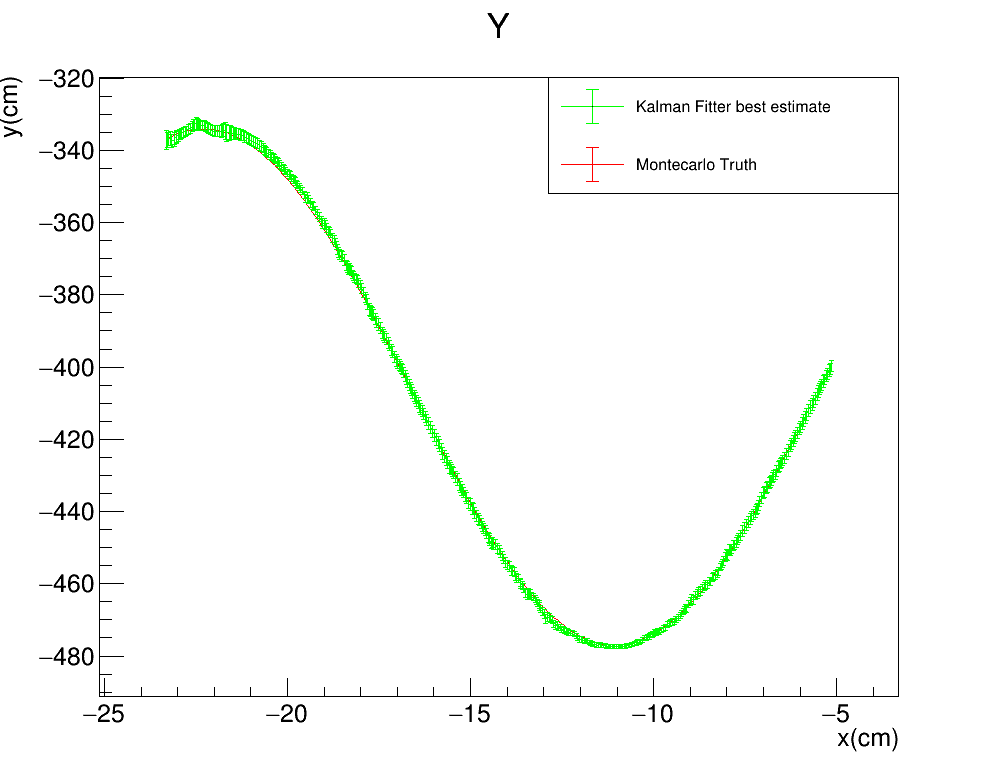 Y
y(cm)
−320
−340
−360
−380
−400
−420
−440
−460
−480
Kalman Fitter best estimate
Montecarlo Truth
−25 −20 −15 −10 −5
x(cm)